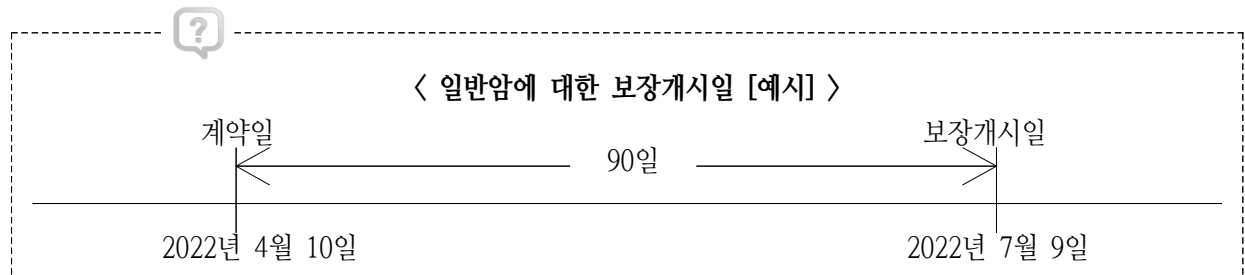 ?
〈 일반암에 대한 보장개시일 [예시] 〉
계약일 보장개시일
90일
2022년 4월 10일 2022년 7월 9일